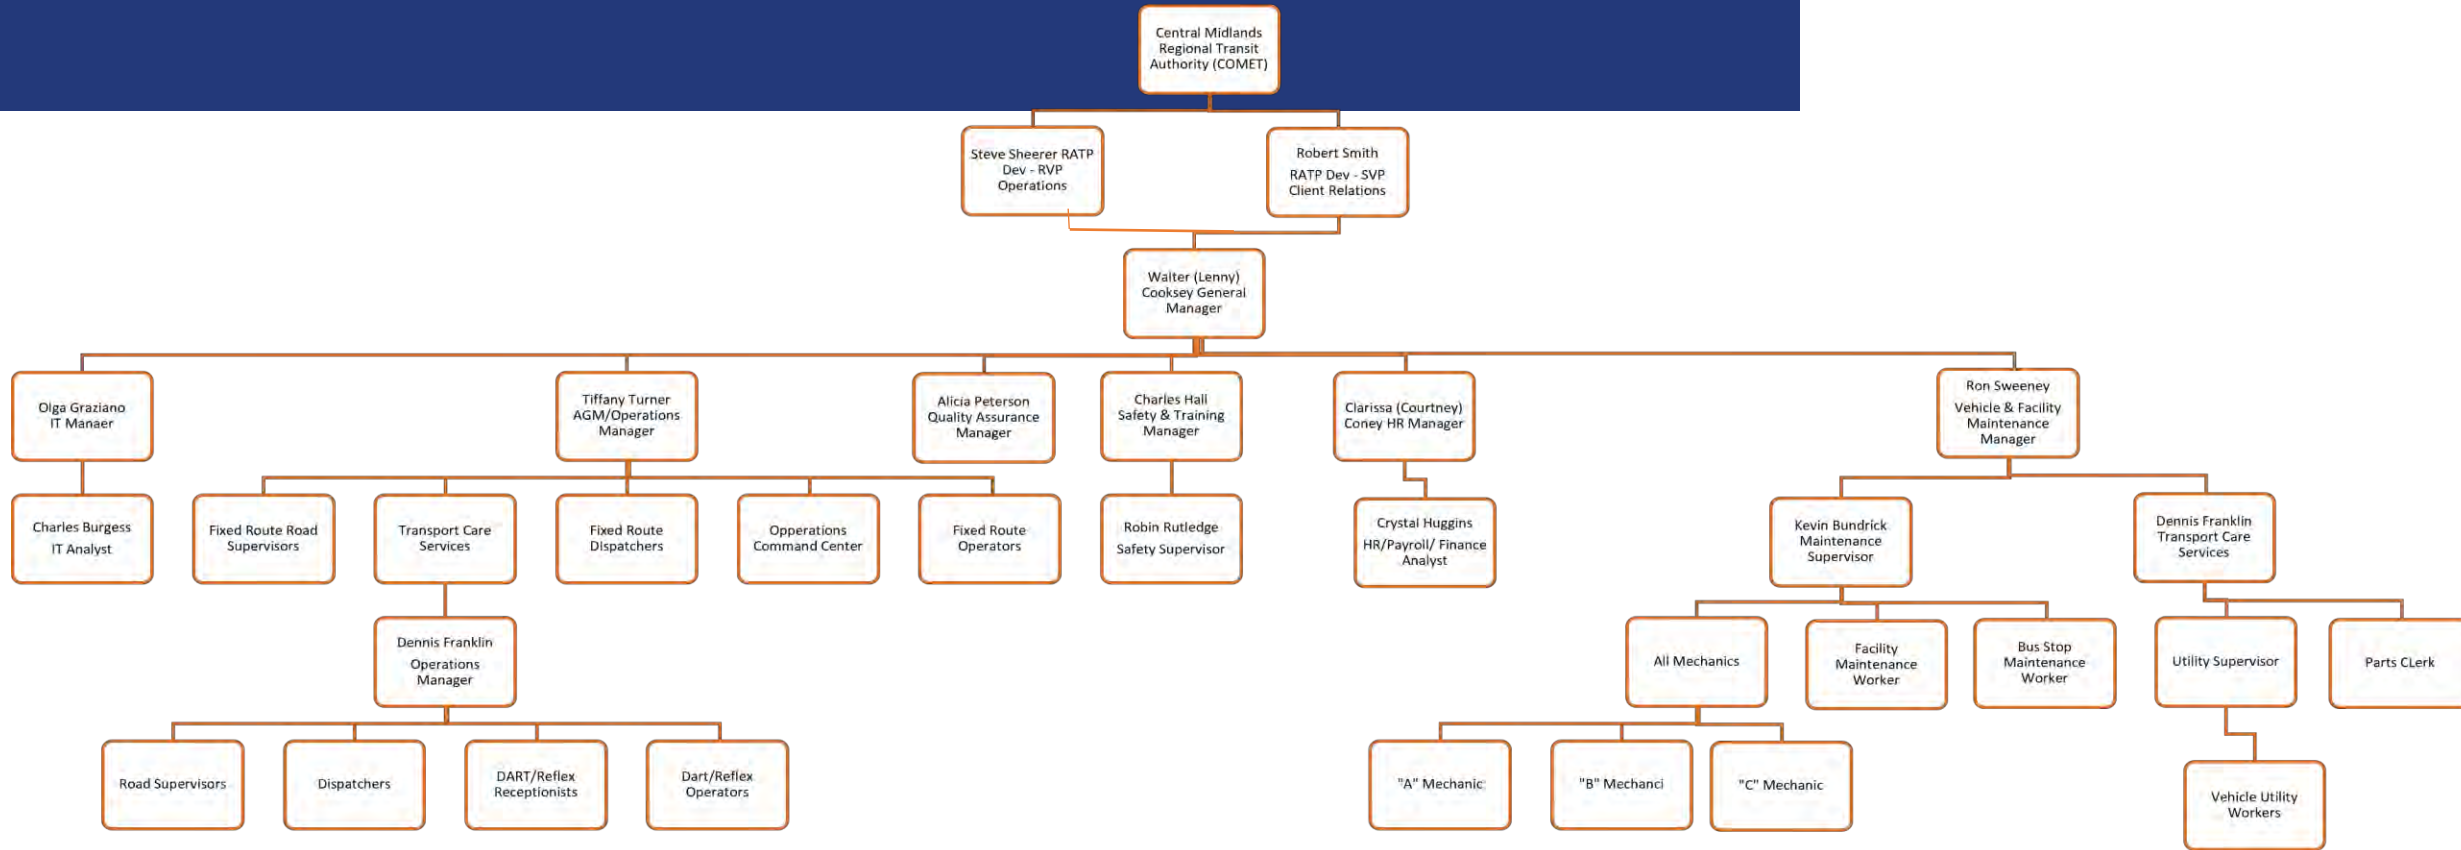 Central Midlands
Regional Transit
Authority (COMET)
Steve Sheerer RATP
Dev - RVP
Operations
Robert Smith
RATP Dev - SVP
Client Relations
Walter (Lenny)
Cooksey General
Manager
Olga Graziano
IT Manaer
Tiffany Turner
AGM/Operations
Manager
Alicia Peterson
Quality Assurance
Manager
Charles Hall
Safety & Training
Manager
Clarissa (Courtney)
Coney HR Manager
Ron Sweeney
Vehicle & Facility
Maintenance
Manager
Charles Burgess
IT Analyst
Fixed Route Road
Supervisors
Transport Care
Services
Fixed Route
Dispatchers
Opperations
Command Center
Fixed Route
Operators
Robin Rutledge
Safety Supervisor
Crystal Huggins
HR/Payroll/ Finance
Analyst
Kevin Bundrick
Maintenance
Supervisor
Dennis Franklin
Transport Care
Services
Dennis Franklin
Operations
Manager
All Mechanics
Facility
Maintenance
Worker
Bus Stop
Maintenance
Worker
Utility Supervisor
Parts CLerk
Road Supervisors
Dispatchers
DART/Reflex
Receptionists
Dart/Reflex
Operators
"A" Mechanic
"B" Mechanci
"C" Mechanic
Vehicle Utility
Workers